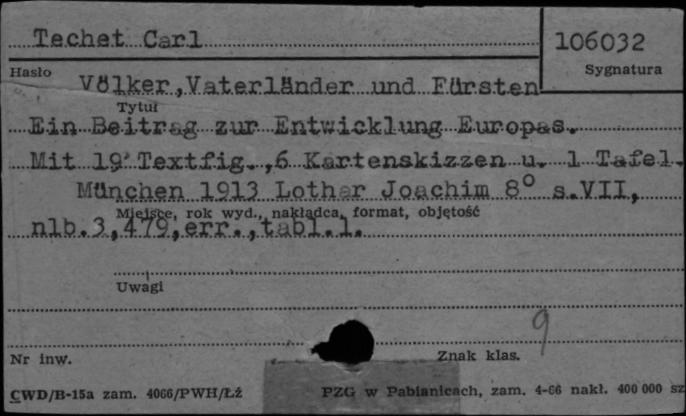 Techet Carl
106032
Hasło
Sygnatura
Völker,Vaterländer und Fürsten
Tytuł
Ein Beitrag zur Entwicklung Europas.
Mit 19 Textfig.,6 Kartenskizzen u. 1 Tafel.
München 1913 Lothar Joachim 8° s.VII,
Miejsce, rok wyd., nakładca, format, objętość
nlb.3,479,err.,tabl.1.
Uwagi
9
Nr inw.
Znak klas.
CWD/B-15a zam. 4066/PWH/Łź
PZG w Pabianicach, zam. 4-66 nakł. 400 000 sz